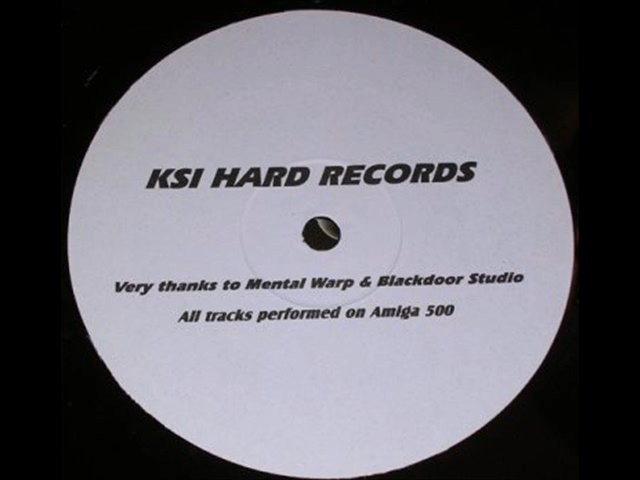 KSI HARD RECORDS
Very thanks to Mental Warp & Blackdoor Studio
All tracks performed on Amiga 500